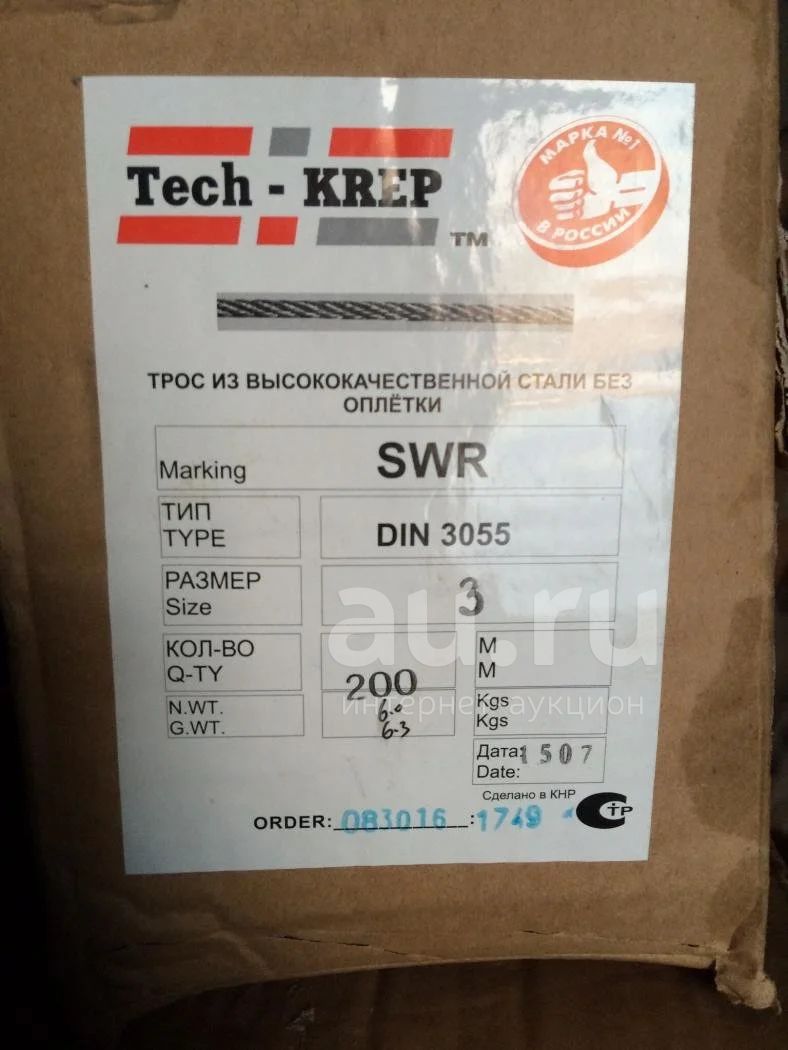 Tech - KREP
TM
МАРКА №1
В РОССИИ
ТРОС ИЗ ВЫСОКОКАЧЕСТВЕННОЙ СТАЛИ БЕЗ
ОПЛЁТКИ
Marking SWR
ТИП
TYPE
DIN 3055
РАЗМЕР
Size
3
КОЛ-ВО
Q-TY
200
М
М
N.WT.
G.WT.
6.0
6.3
Kgs
Kgs
Дата: 1507
Date:
Сделано в КНР
ORDER: 083016 : 1749
СТР
au.ru
интернет аукцион